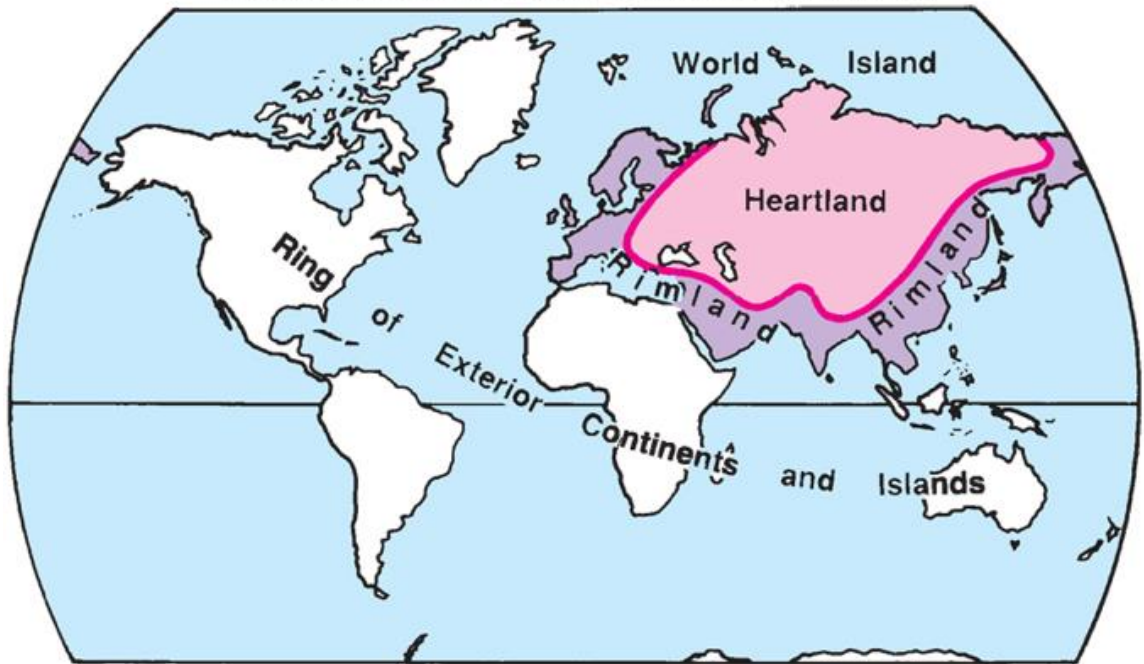 World Island
Heartland
Rimland
Rimland
Ring of Exterior Continents and Islands